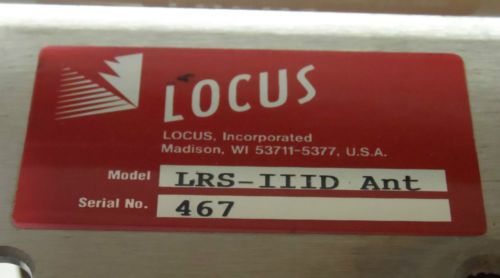 LOCUS
LOCUS, Incorporated
Madison, WI 53711-5377, U.S.A.
Model LRS-IIID Ant
Serial No. 467